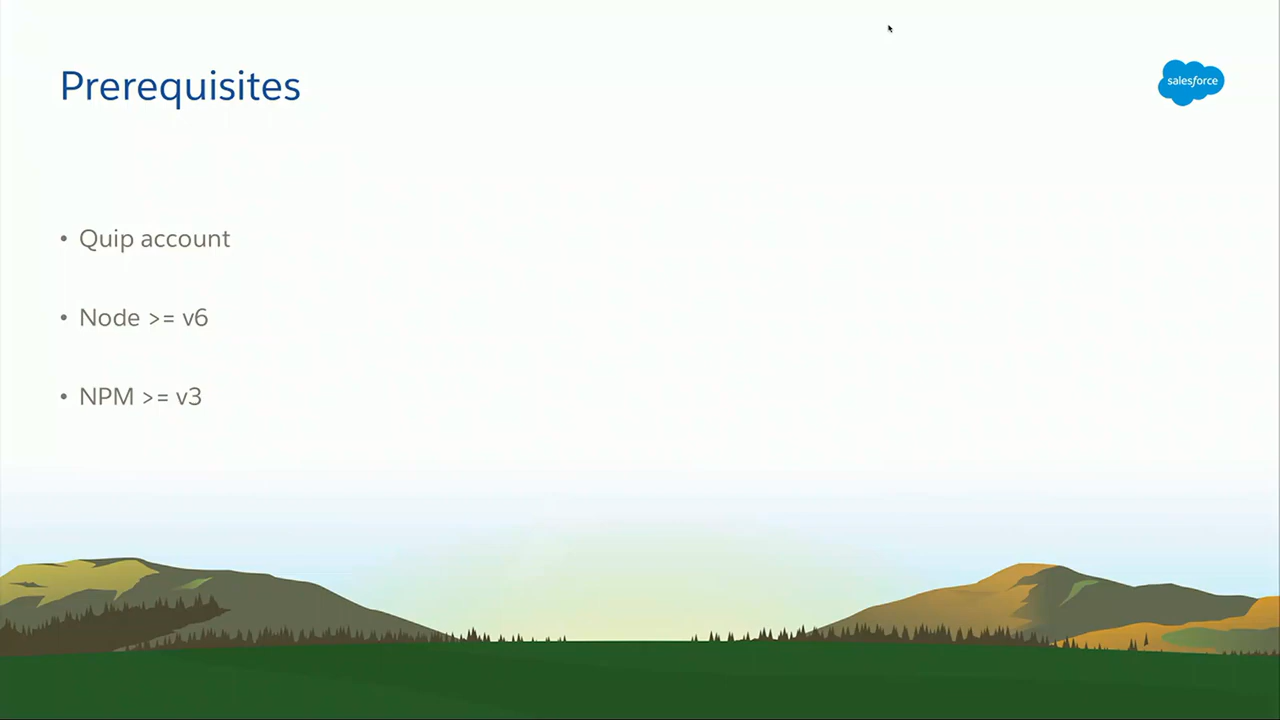 Prerequisites
salesforce
• Quip account
• Node >= v6
• NPM >= v3